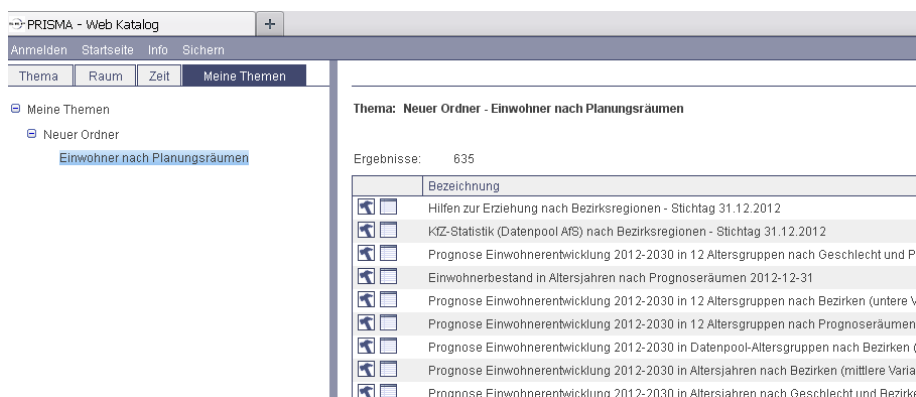 PRISMA - Web Katalog
Anmelden Startseite Info Sichern
Thema Raum Zeit Meine Themen
Meine Themen
Neuer Ordner
Einwohner nach Planungsräumen
Thema: Neuer Ordner - Einwohner nach Planungsräumen
Ergebnisse: 635
Bezeichnung
Hilfen zur Erziehung nach Bezirksregionen - Stichtag 31.12.2012
KfZ-Statistik (Datenpool AfS) nach Bezirksregionen - Stichtag 31.12.2012
Prognose Einwohnerentwicklung 2012-2030 in 12 Altersgruppen nach Geschlecht und P
Einwohnerbestand in Altersjahren nach Prognoseräumen 2012-12-31
Prognose Einwohnerentwicklung 2012-2030 in 12 Altersgruppen nach Bezirken (untere V
Prognose Einwohnerentwicklung 2012-2030 in 12 Altersgruppen nach Prognoseräumen
Prognose Einwohnerentwicklung 2012-2030 in Datenpool-Altersgruppen nach Bezirken (
Prognose Einwohnerentwicklung 2012-2030 in Altersjahren nach Bezirken (mittlere Varia
Prognose Einwohnerentwicklung 2012-2030 in Altersjahren nach Geschlecht und Bezirke